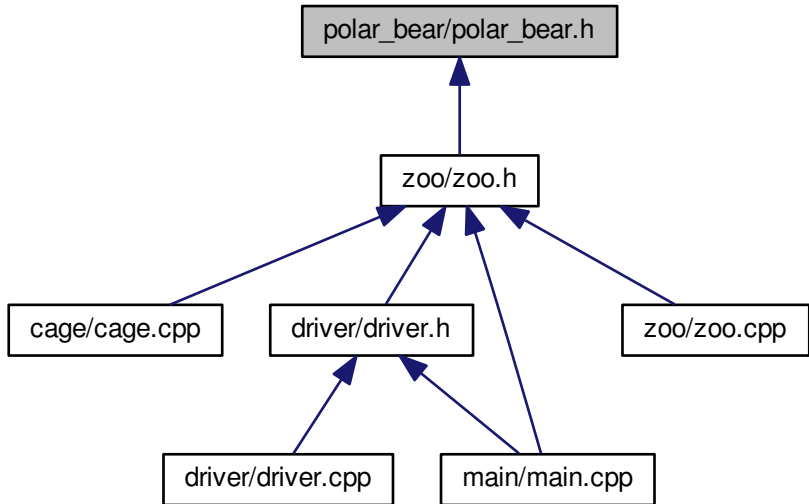 polar_bear/polar_bear.h
zoo/zoo.h
cage/cage.cpp
driver/driver.h
zoo/zoo.cpp
driver/driver.cpp
main/main.cpp